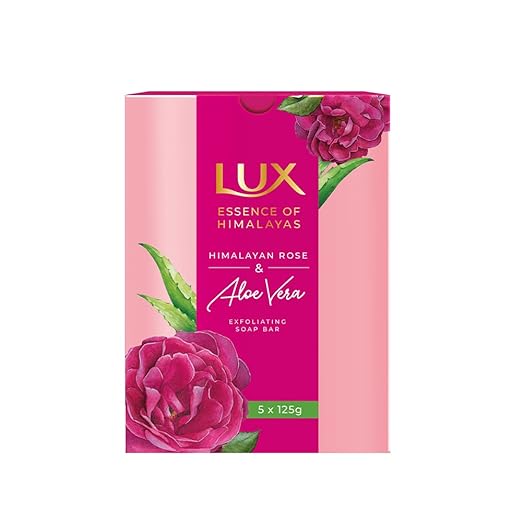 LUX
ESSENCE OF
HIMALAYAS
HIMALAYAN ROSE
&
Aloe Vera
EXFOLIATING
SOAP BAR
5 x 125g